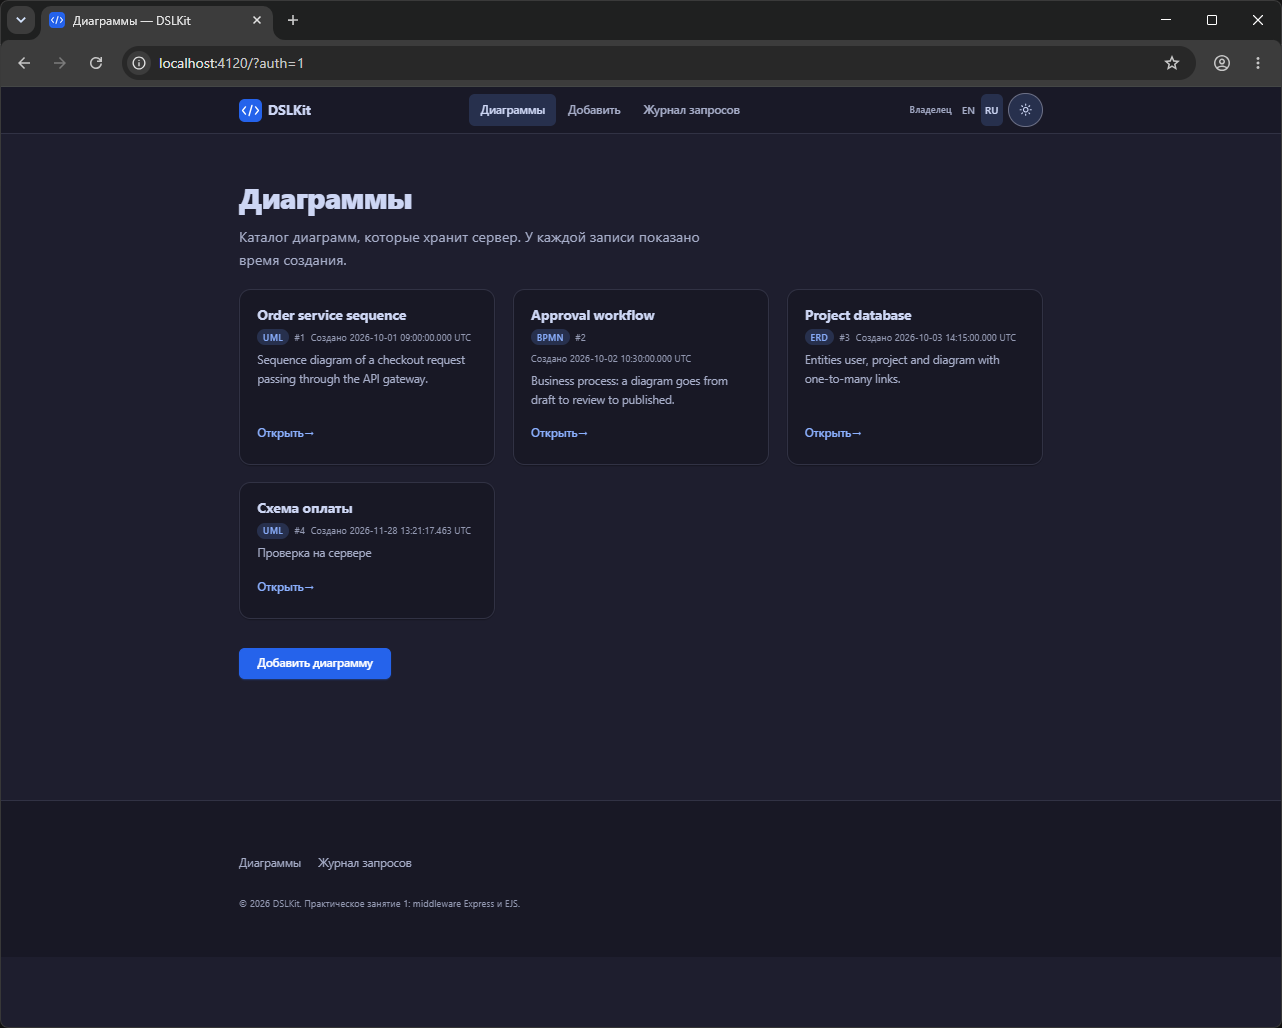 Диаграммы — DSLKit
localhost:4120/?auth=1
DSLKit
Диаграммы
Добавить
Журнал запросов
Владелец
EN
RU
Диаграммы
Каталог диаграмм, которые хранит сервер. У каждой записи показано
время создания.
Order service sequence
UML #1 Создано 2026-10-01 09:00:00.000 UTC
Sequence diagram of a checkout request
passing through the API gateway.
Открыть→
Approval workflow
BPMN #2
Создано 2026-10-02 10:30:00.000 UTC
Business process: a diagram goes from
draft to review to published.
Открыть→
Project database
ERD #3 Создано 2026-10-03 14:15:00.000 UTC
Entities user, project and diagram with
one-to-many links.
Открыть→
Схема оплаты
UML #4 Создано 2026-11-28 13:21:17.463 UTC
Проверка на сервере
Открыть→
Добавить диаграмму
Диаграммы
Журнал запросов
© 2026 DSLKit. Практическое занятие 1: middleware Express и EJS.